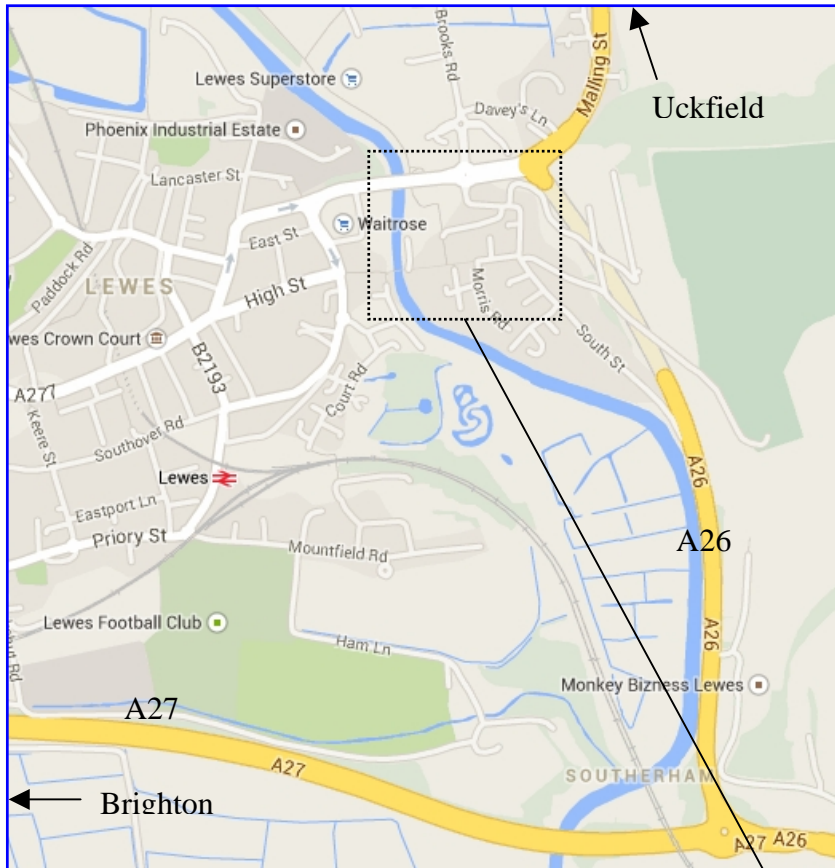 Brooks Rd
Malling St
Lewes Superstore
Uckfield
Davey's Ln
Phoenix Industrial Estate
Lancaster St
Waitrose
East St
Paddock Rd
LEWES
High St
Morris Rd
wes Crown Court
B2193
South St
A277
Court Rd
Keere St
Southover Rd
Lewes
A26
Eastport Ln
Priory St
A26
Mountfield Rd
Lewes Football Club
A26
Ham Ln
Rd
Monkey Bizness Lewes
A27
A27
SOUTHERHAM
Brighton
A27
A26